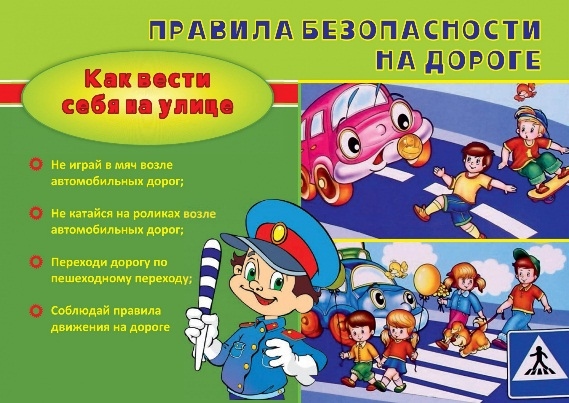 ПРАВИЛА БЕЗОПАСНОСТИ
НА ДОРОГЕ
Как вести
себя на улице
Не играй в мяч возле
автомобильных дорог;
Не катайся на роликах возле
автомобильных дорог;
Переходи дорогу по
пешеходному переходу;
Соблюдай правила
движения на дороге
1